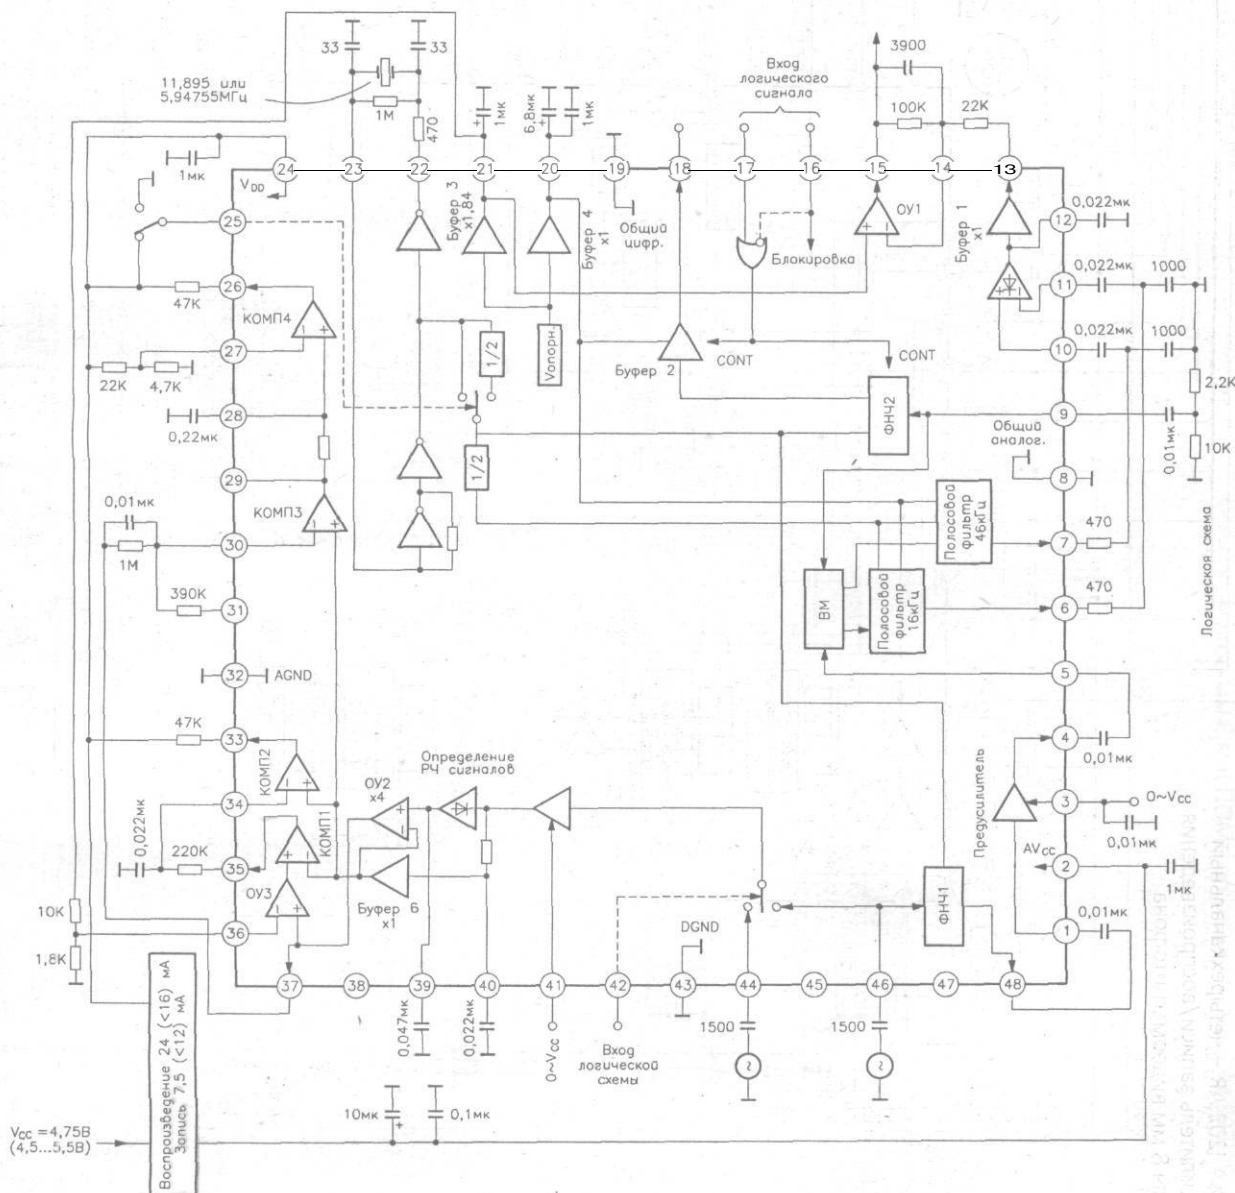 33
33
3900
Вход
логического
сигнала
11,895 или
5,94755МГц
1М
470
+
1мк
6,8мк
+
1мк
100К
22К
1мк
24
23
22
21
20
19
18
17
16
15
14
13
VDD
Буфер 3
x1,84
Буфер 4
x1
Общий
цифр.
Блокировка
ОУ1
+
−
Буфер 1
x1
12
0,022мк
25
26
47К
КОМП4
−
+
27
22К
4,7К
28
0,22мк
29
КОМП3
−
+
30
0,01мк
1М
31
390К
32
AGND
33
47К
КОМП2
−
+
34
0,022мк
35
220К
КОМП1
+
−
ОУ3
−
+
36
10К
1,8К
1/2
1/2
Vопорн.
Буфер 2
CONT
CONT
ФНЧ2
+
−
11
0,022мк
1000
10
0,022мк
1000
2,2К
9
0,01мк
10К
Общий
аналог.
8
Полосовой
фильтр
46кГц
7
470
Полосовой
фильтр
16кГц
6
470
ВМ
5
4
0,01мк
Логическая схема
Предусилитель
3
0~Vcc
0,01мк
AVcc
2
1мк
1
0,01мк
Определение
РЧ сигналов
ОУ2
x4
+
−
Буфер 6
x1
ФНЧ1
DGND
37
38
39
40
41
42
43
44
45
46
47
48
0,047мк
0,022мк
0~Vcc
Вход
логической
схемы
1500
1500
~
~
10мк
+
0,1мк
Воспроизведение 24 (<16) мА
Запись 7,5 (<12) мА
Vcc =4,75В
(4,5...5,5В)